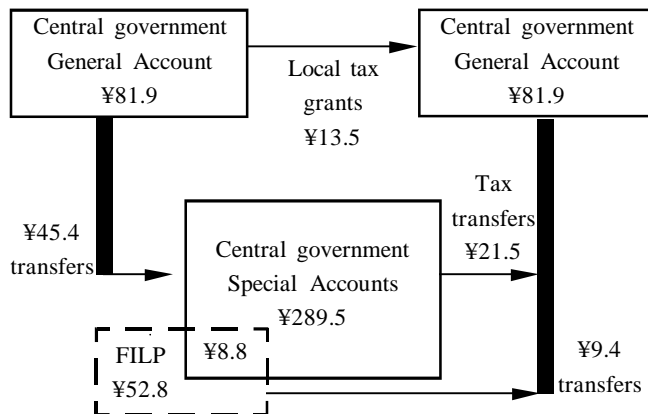 Central government
General Account
¥81.9
Local tax
grants
¥13.5
Central government
General Account
¥81.9
¥45.4
transfers
Central government
Special Accounts
¥289.5
Tax
transfers
¥21.5
FILP
¥52.8
¥8.8
¥9.4
transfers